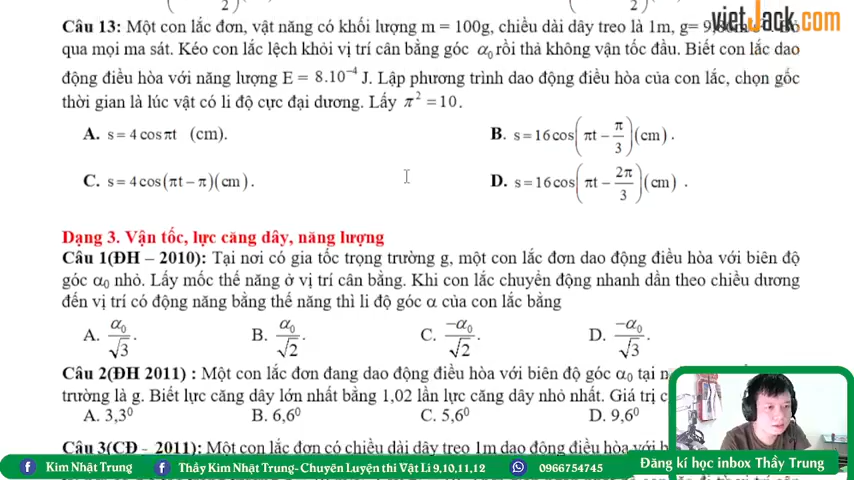 Câu 13: Một con lắc đơn, vật nặng có khối lượng m = 100g, chiều dài dây treo là 1m, g= 9,8
vietJack.com
qua mọi ma sát. Kéo con lắc lệch khỏi vị trí cân bằng góc α₀ rồi thả không vận tốc đầu. Biết con lắc dao
động điều hòa với năng lượng E = 8.10⁻⁴ J. Lập phương trình dao động điều hòa của con lắc, chọn gốc
thời gian là lúc vật có li độ cực đại dương. Lấy π² = 10.
A. s = 4 cos πt (cm).
B. s = 16 cos(πt − π/3)(cm) .
C. s = 4 cos(πt − π)(cm) .
D. s = 16 cos(πt − 2π/3)(cm) .
Dạng 3. Vận tốc, lực căng dây, năng lượng
Câu 1(ĐH – 2010): Tại nơi có gia tốc trọng trường g, một con lắc đơn dao động điều hòa với biên độ
góc α₀ nhỏ. Lấy mốc thế năng ở vị trí cân bằng. Khi con lắc chuyển động nhanh dần theo chiều dương
đến vị trí có động năng bằng thế năng thì li độ góc α của con lắc bằng
A. α₀/√3. B. α₀/√2. C. −α₀/√2. D. −α₀/√3.
Câu 2(ĐH 2011) : Một con lắc đơn đang dao động điều hòa với biên độ góc α₀ tại
trường là g. Biết lực căng dây lớn nhất bằng 1,02 lần lực căng dây nhỏ nhất. Giá trị
A. 3,3⁰ B. 6,6⁰ C. 5,6⁰ D. 9,6⁰
Câu 3(CĐ - 2011): Một con lắc đơn có chiều dài dây treo 1m dao động điều hòa với
Kim Nhật Trung
Thầy Kim Nhật Trung- Chuyên Luyện thi Vật Lí 9,10,11,12
0966754745
Đăng kí học inbox Thầy Trung